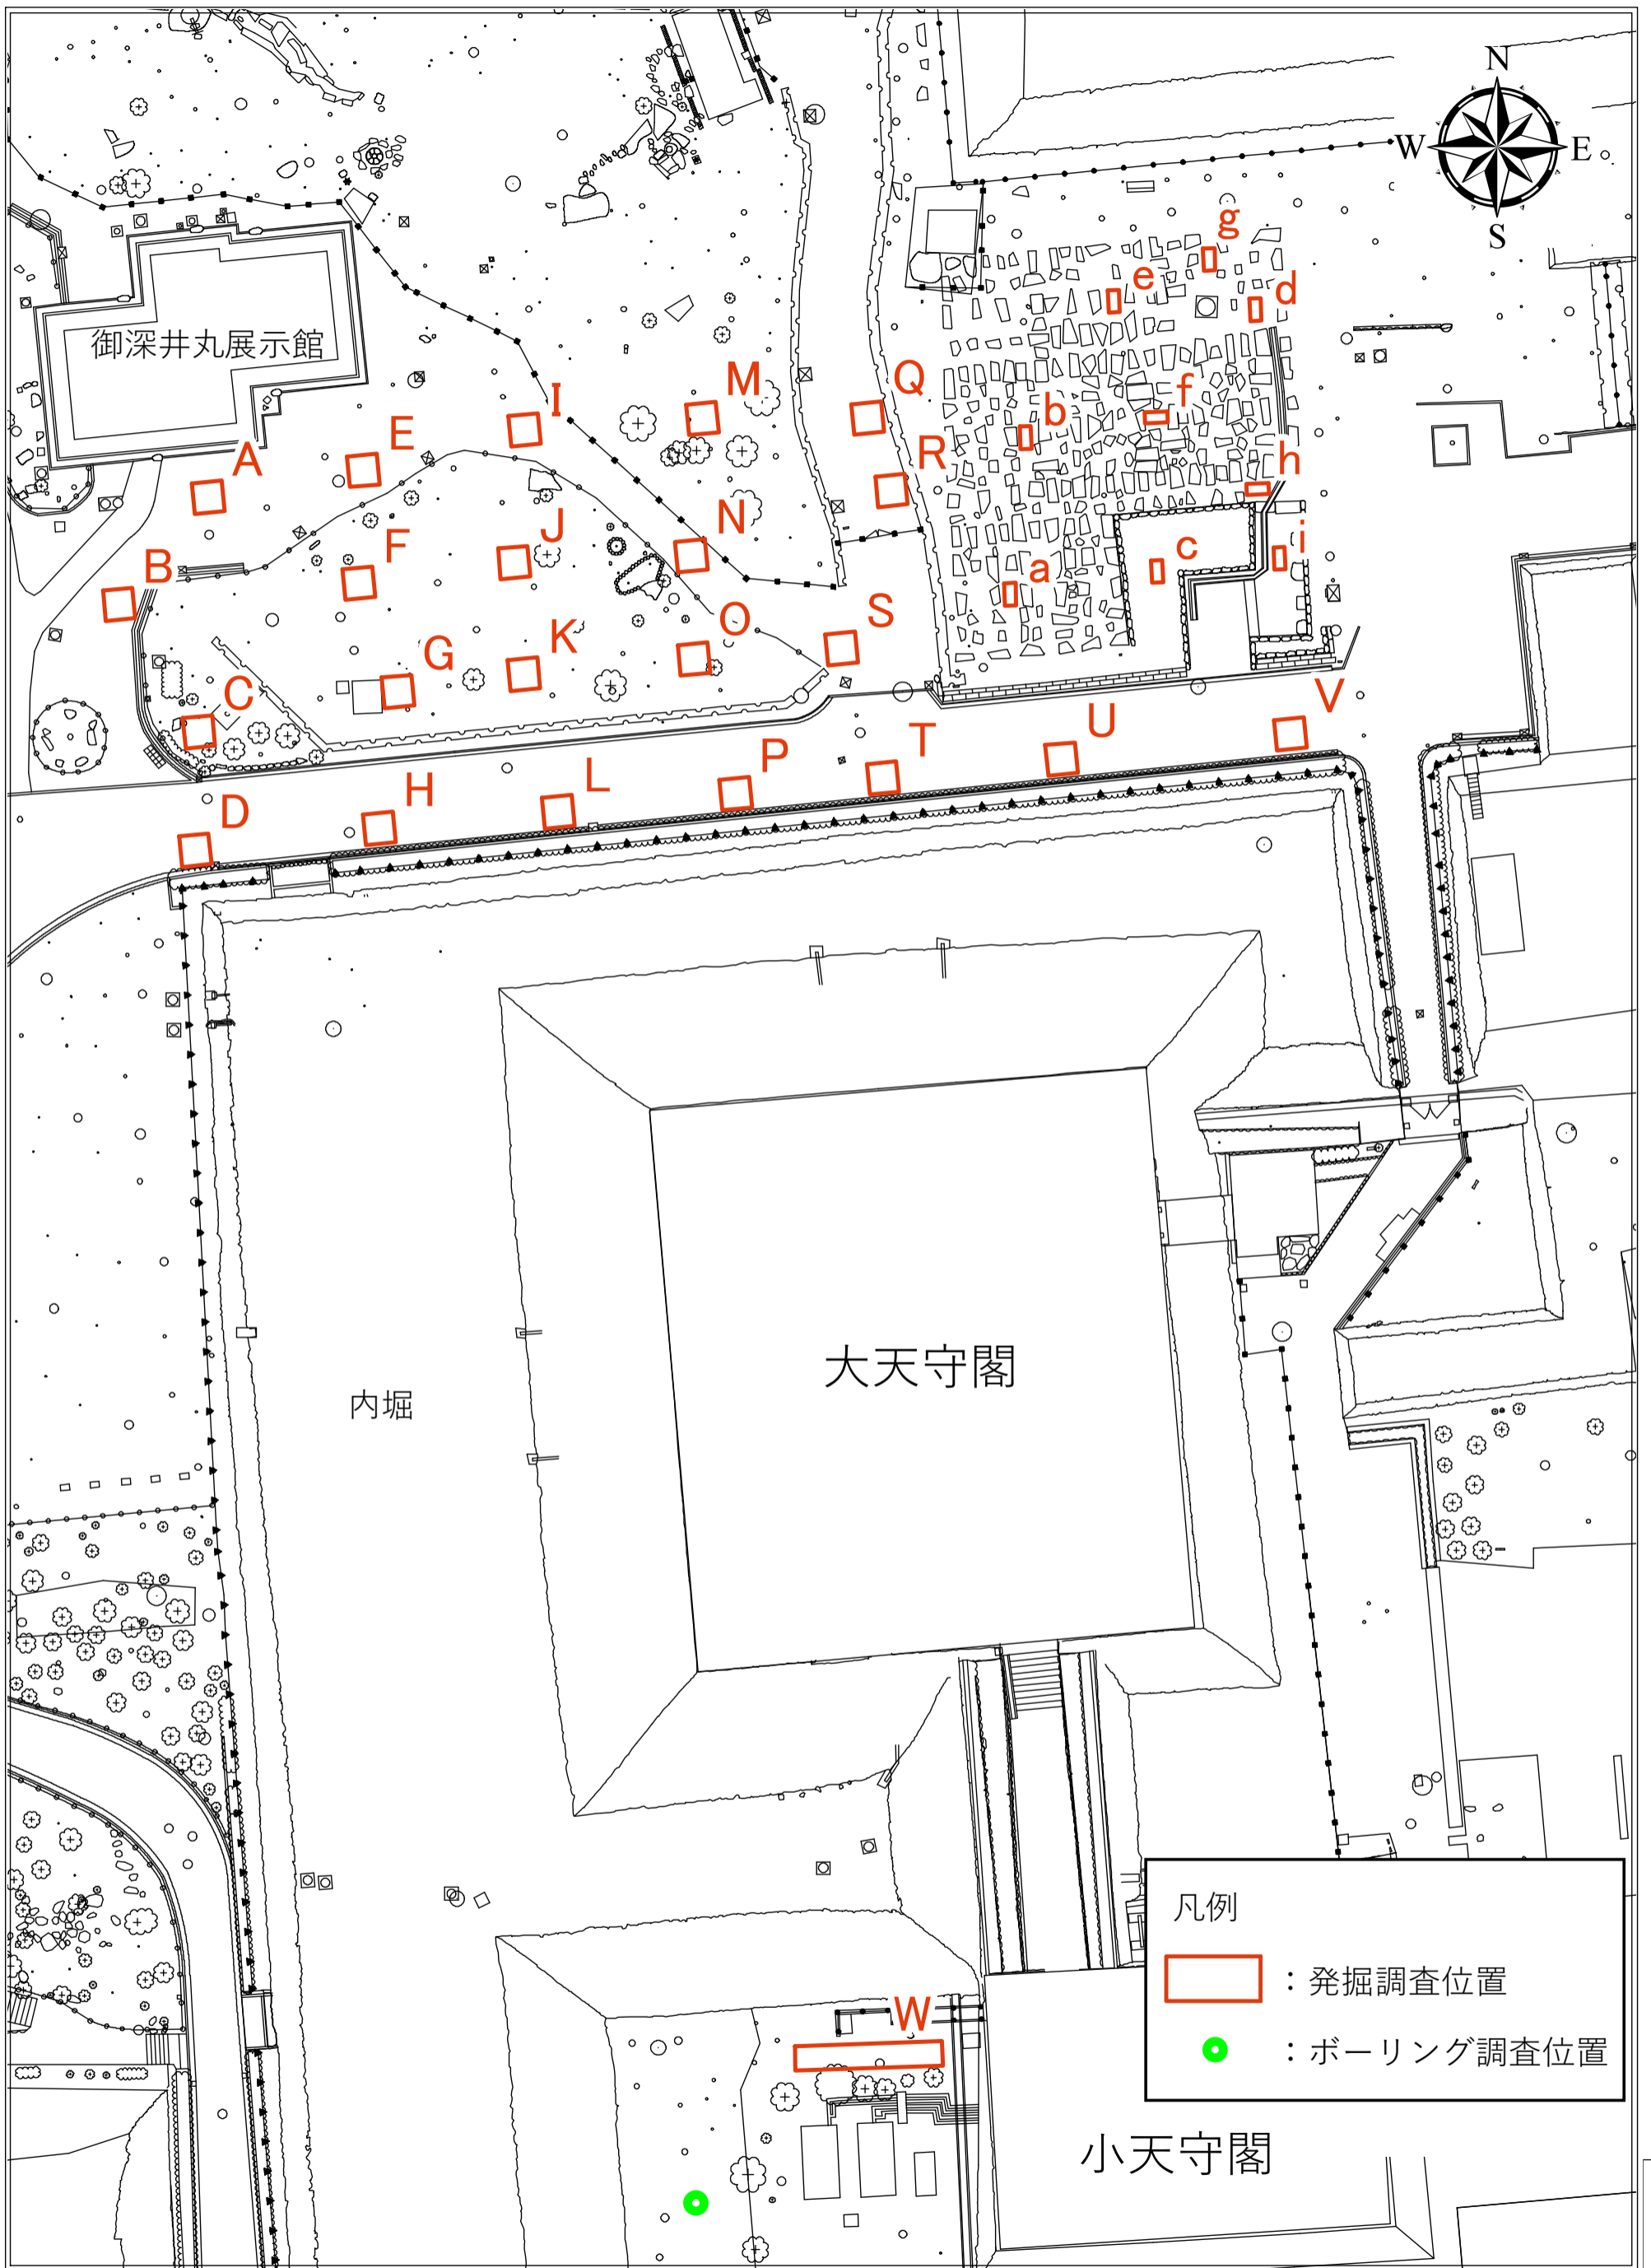 N
W E
S
g
e
d
御深井丸展示館
M
Q
f
I
b
E
R
A
h
N
J
i
F
c
B
a
O
S
K
G
C
V
U
T
P
L
H
D
大天守閣
内堀
凡例
：発掘調査位置
W
：ボーリング調査位置
小天守閣